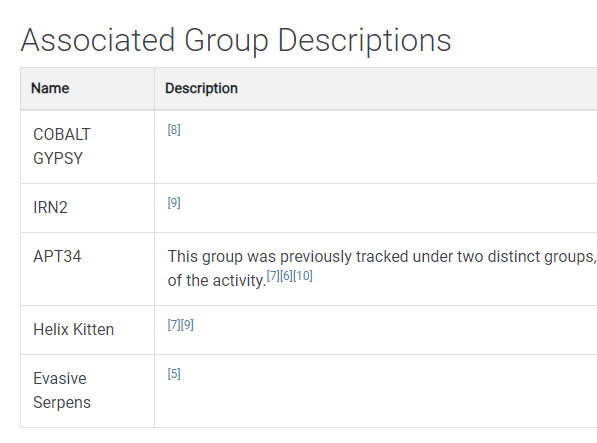 Associated Group Descriptions
Name Description
COBALT [8]
GYPSY
IRN2 [9]
APT34 This group was previously tracked under two distinct groups,
of the activity.[7][6][10]
Helix Kitten [7][9]
Evasive [5]
Serpens